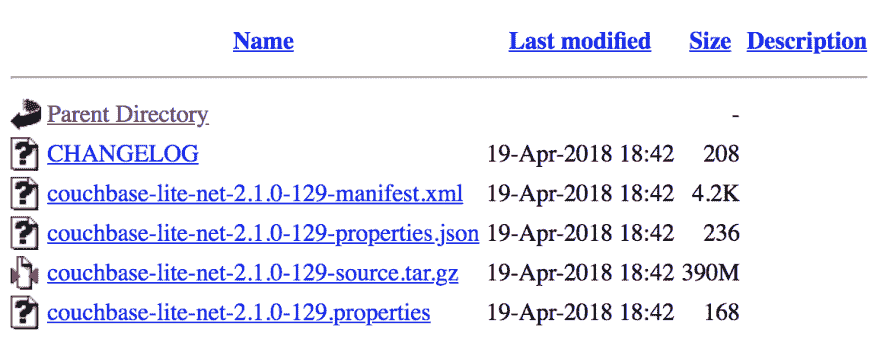 Name Last modified Size Description
Parent Directory -
CHANGELOG 19-Apr-2018 18:42 208
couchbase-lite-net-2.1.0-129-manifest.xml 19-Apr-2018 18:42 4.2K
couchbase-lite-net-2.1.0-129-properties.json 19-Apr-2018 18:42 236
couchbase-lite-net-2.1.0-129-source.tar.gz 19-Apr-2018 18:42 390M
couchbase-lite-net-2.1.0-129.properties 19-Apr-2018 18:42 168